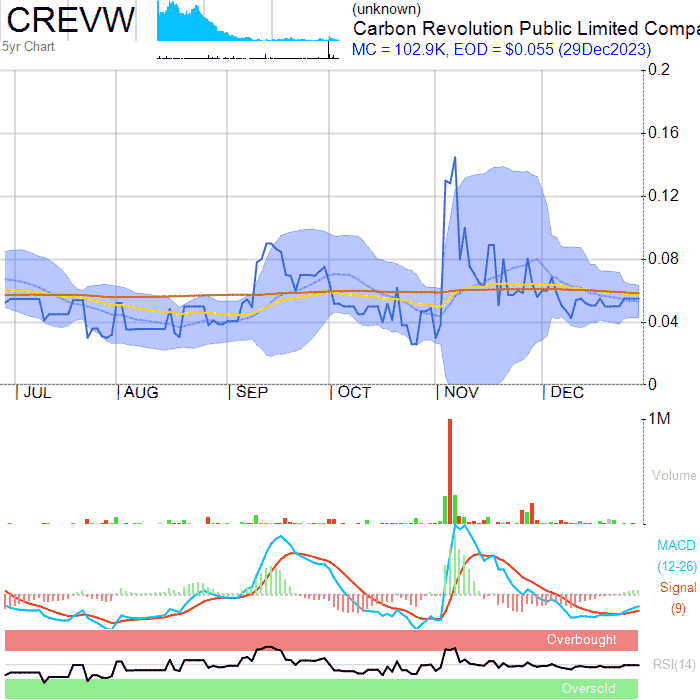 CREVW
5yr Chart
(unknown)
Carbon Revolution Public Limited Compa
MC = 102.9K, EOD = $0.055 (29Dec2023)
0.2
0.16
0.12
0.08
0.04
0
JUL AUG SEP OCT NOV DEC
1M
Volume
MACD
(12-26)
Signal
(9)
Overbought
RSI(14)
Oversold